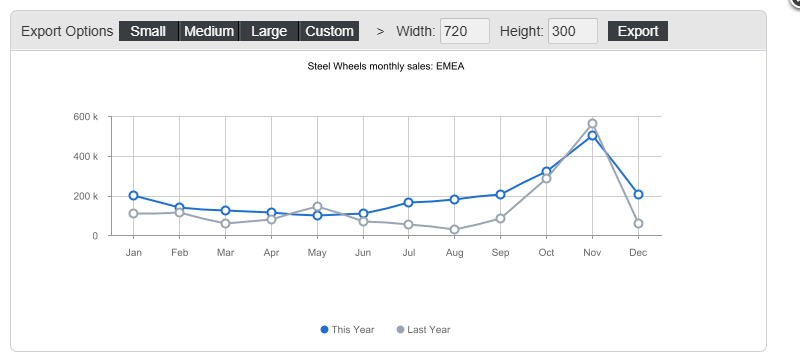 Export Options Small Medium Large Custom > Width: 720 Height: 300 Export
Steel Wheels monthly sales: EMEA
600 k
400 k
200 k
0
Jan Feb Mar Apr May Jun Jul Aug Sep Oct Nov Dec
This Year Last Year